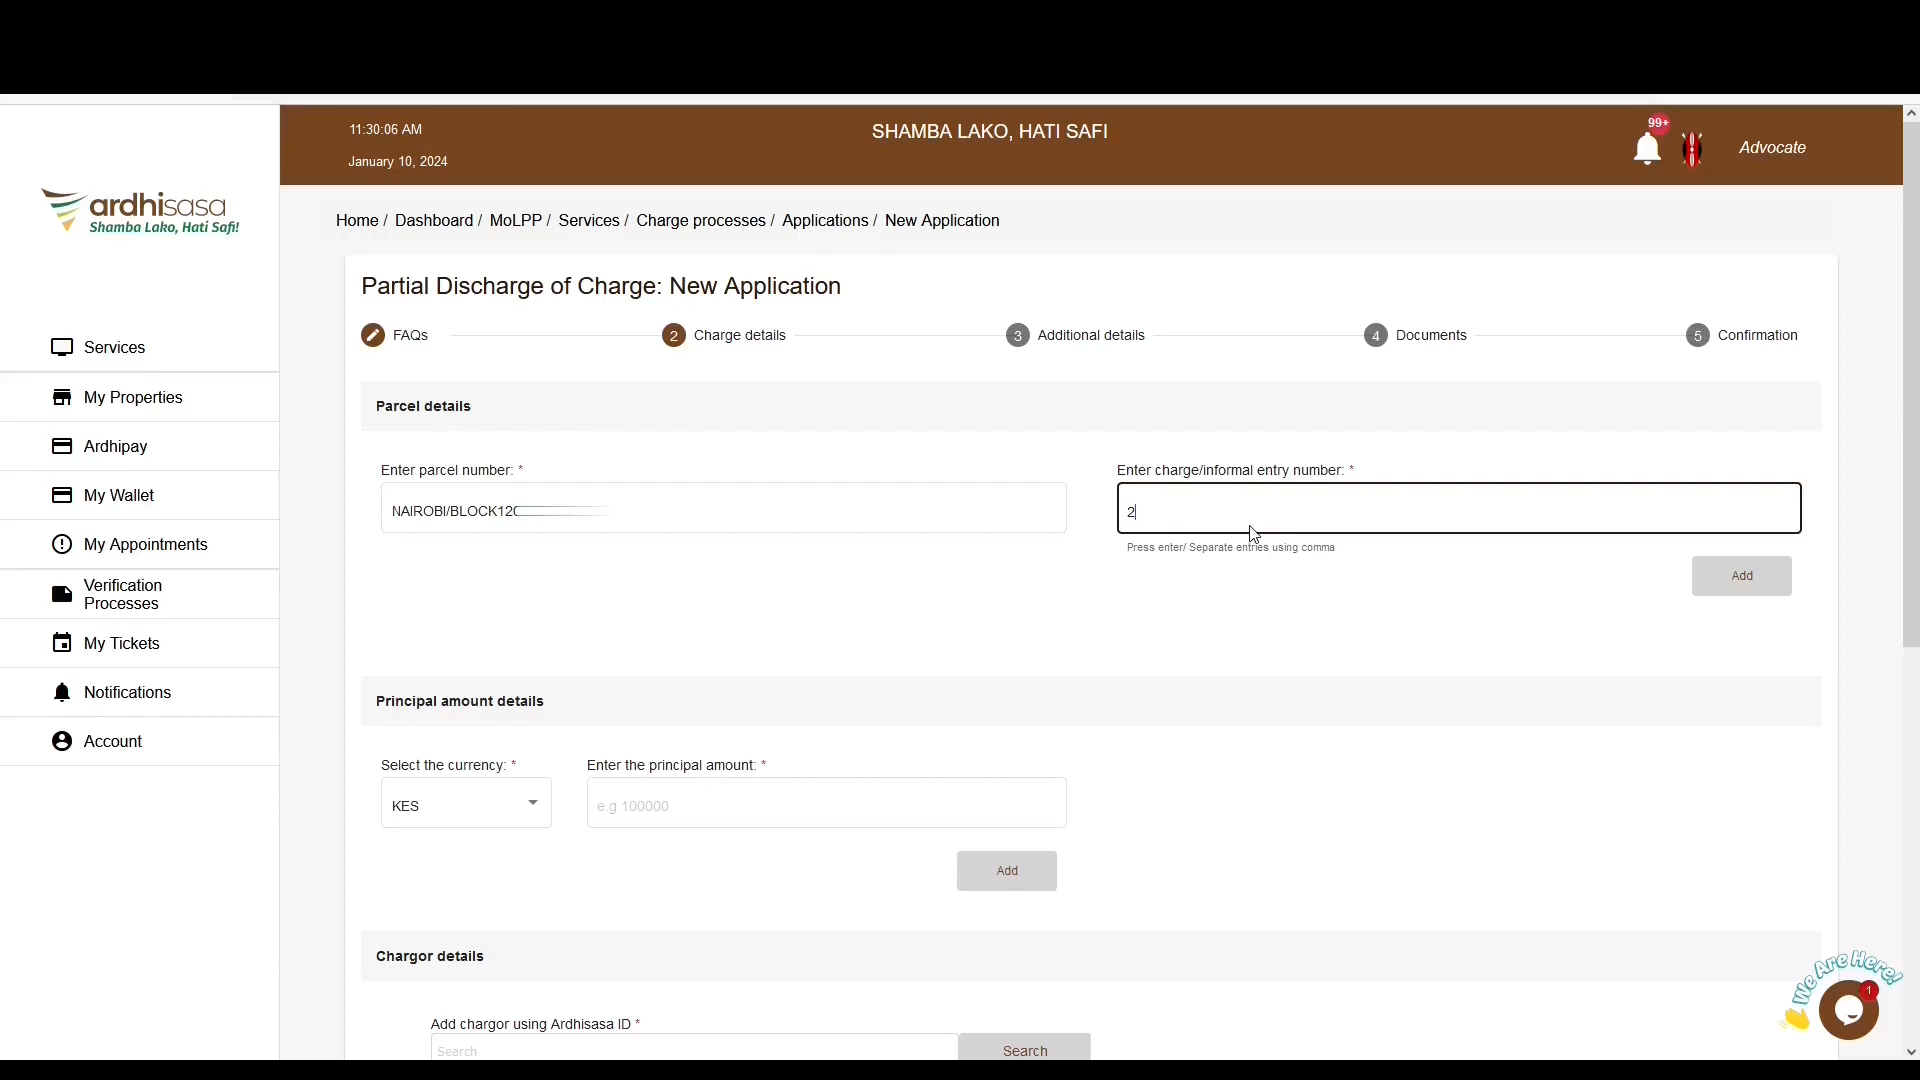 11:30:06 AM
January 10, 2024
SHAMBA LAKO, HATI SAFI
99+
Advocate
ardhisasa
Shamba Lako, Hati Safi!
Home / Dashboard / MoLPP / Services / Charge processes / Applications / New Application
Services
My Properties
Ardhipay
My Wallet
My Appointments
Verification
Processes
My Tickets
Notifications
Account
Partial Discharge of Charge: New Application
FAQs
2 Charge details
3 Additional details
4 Documents
5 Confirmation
Parcel details
Enter parcel number: *
NAIROBI/BLOCK120
Enter charge/informal entry number: *
2
Press enter/ Separate entries using comma
Add
Principal amount details
Select the currency: *
KES
Enter the principal amount: *
e.g 100000
Add
Chargor details
Add chargor using Ardhisasa ID *
Search
Search
We Are Here!
1